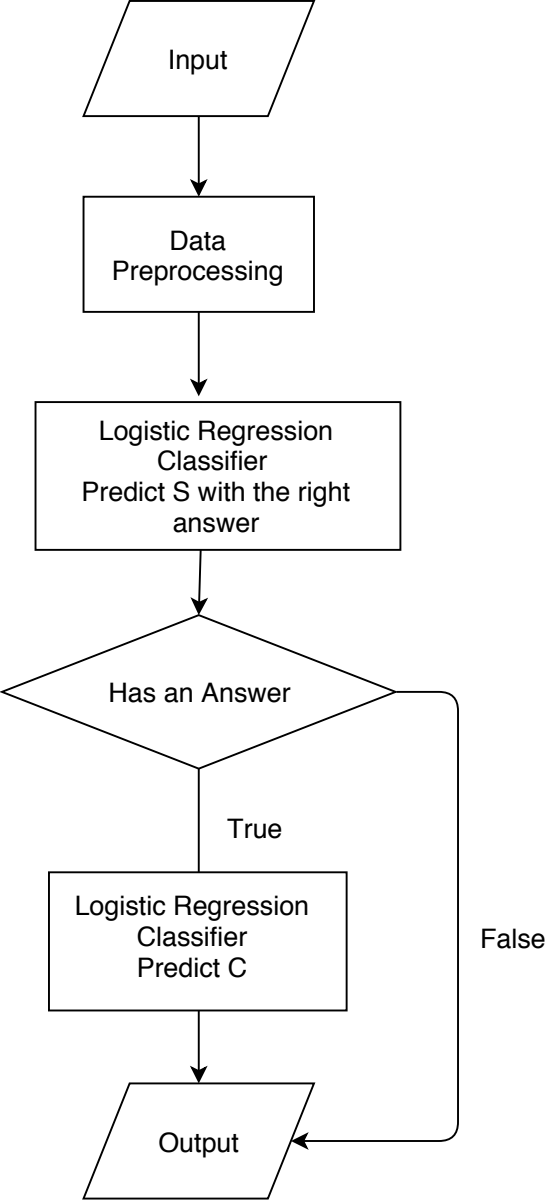 Input
Data
Preprocessing
Logistic Regression
Classifier
Predict S with the right
answer
Has an Answer
True
Logistic Regression
Classifier
Predict C
False
Output